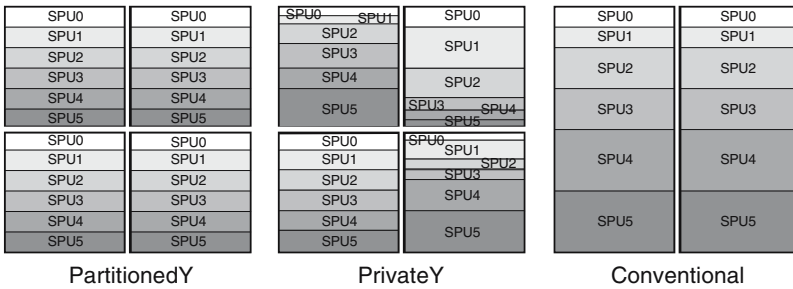 SPU0 SPU0 SPU0 SPU1 SPU0 SPU0 SPU0
SPU1 SPU1 SPU2 SPU1 SPU1 SPU1
SPU2 SPU2 SPU3 SPU2 SPU2 SPU2
SPU3 SPU3 SPU4 SPU3 SPU4 SPU3 SPU3
SPU4 SPU4 SPU5 SPU5
SPU5 SPU5
SPU0 SPU0 SPU0 SPU0
SPU1 SPU1 SPU1 SPU1 SPU4 SPU4
SPU2 SPU2 SPU2 SPU2
SPU3 SPU3 SPU3 SPU3
SPU4 SPU4 SPU4 SPU4
SPU5 SPU5 SPU5 SPU5 SPU5 SPU5
PartitionedY PrivateY Conventional